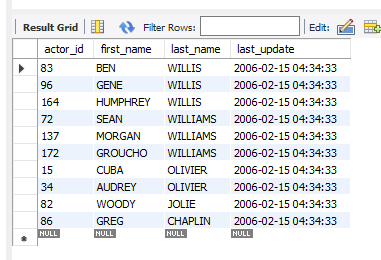 Result Grid Filter Rows: Edit:
actor_id first_name last_name last_update
83 BEN WILLIS 2006-02-15 04:34:33
96 GENE WILLIS 2006-02-15 04:34:33
164 HUMPHREY WILLIS 2006-02-15 04:34:33
72 SEAN WILLIAMS 2006-02-15 04:34:33
137 MORGAN WILLIAMS 2006-02-15 04:34:33
172 GROUCHO WILLIAMS 2006-02-15 04:34:33
15 CUBA OLIVIER 2006-02-15 04:34:33
34 AUDREY OLIVIER 2006-02-15 04:34:33
82 WOODY JOLIE 2006-02-15 04:34:33
86 GREG CHAPLIN 2006-02-15 04:34:33
NULL NULL NULL NULL